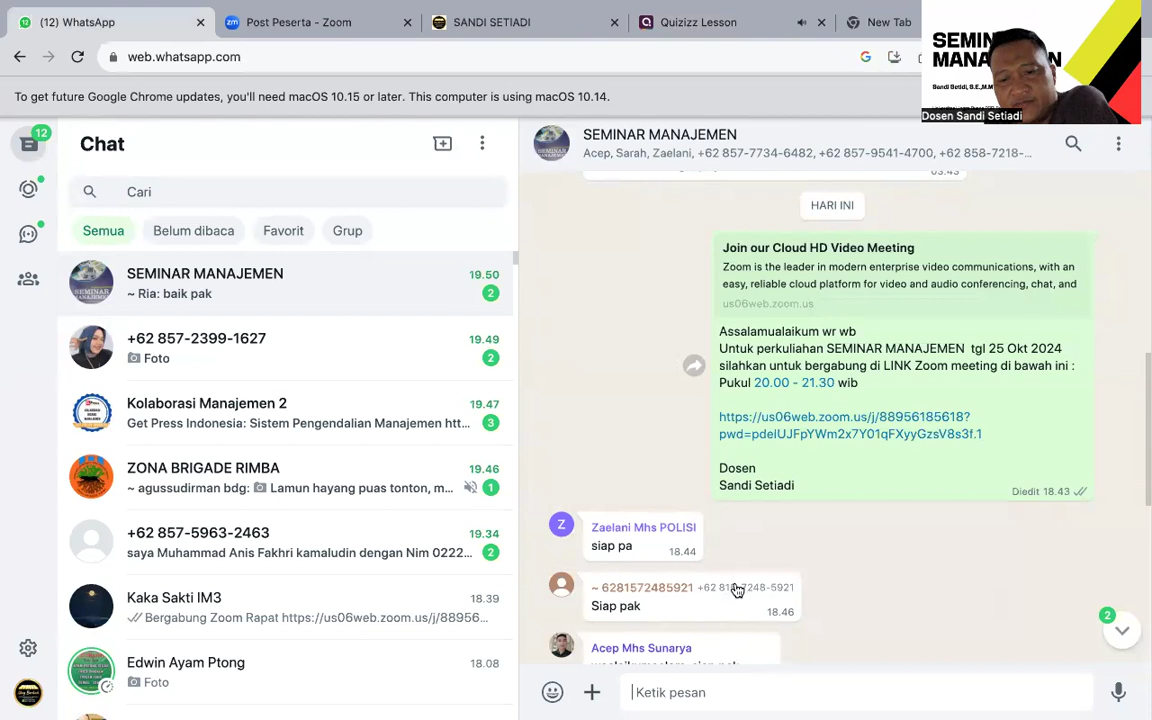 (12) WhatsApp
Post Peserta - Zoom
SANDI SETIADI
Quizizz Lesson
New Tab
web.whatsapp.com
To get future Google Chrome updates, you'll need macOS 10.15 or later. This computer is using macOS 10.14.
Dosen Sandi Setiadi
12
Chat
Cari
Semua
Belum dibaca
Favorit
Grup
SEMINAR MANAJEMEN
19.50
~ Ria: baik pak
2
+62 857-2399-1627
19.49
Foto
2
Kolaborasi Manajemen 2
19.47
Get Press Indonesia: Sistem Pengendalian Manajemen htt...
3
ZONA BRIGADE RIMBA
19.46
~ agussudirman bdg: Lamun hayang puas tonton, m...
1
+62 857-5963-2463
19.34
saya Muhammad Anis Fakhri kamaludin dengan Nim 0222...
2
Kaka Sakti IM3
18.39
Bergabung Zoom Rapat https://us06web.zoom.us/j/88956...
Edwin Ayam Ptong
18.08
Foto
SEMINAR MANAJEMEN
Acep, Sarah, Zaelani, +62 857-7734-6482, +62 857-9541-4700, +62 858-7218-...
03.43
HARI INI
Join our Cloud HD Video Meeting
Zoom is the leader in modern enterprise video communications, with an
easy, reliable cloud platform for video and audio conferencing, chat, and
us06web.zoom.us
Assalamualaikum wr wb
Untuk perkuliahan SEMINAR MANAJEMEN tgl 25 Okt 2024
silahkan untuk bergabung di LINK Zoom meeting di bawah ini :
Pukul 20.00 - 21.30 wib
https://us06web.zoom.us/j/88956185618?
pwd=pdelUJFpYWm2x7Y01qFXyyGzsV8s3f.1
Dosen
Sandi Setiadi
Diedit 18.43
Z
Zaelani Mhs POLISI
siap pa
18.44
~ 6281572485921
Siap pak
18.46
Acep Mhs Sunarya
2
Ketik pesan